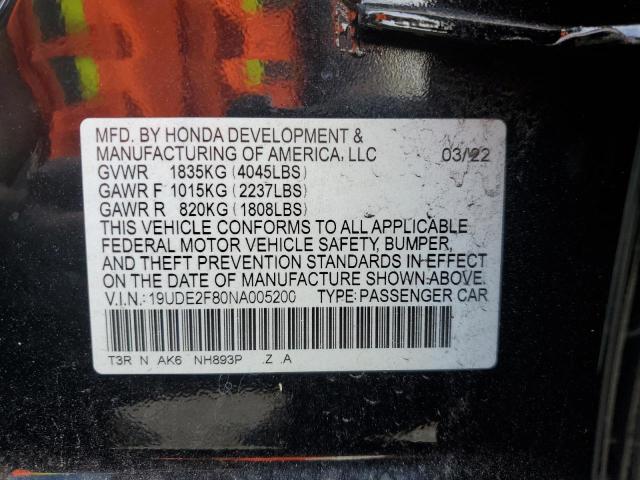 MFD. BY HONDA DEVELOPMENT &
MANUFACTURING OF AMERICA, LLC 03/22
GVWR 1835KG (4045LBS)
GAWR F 1015KG (2237LBS)
GAWR R 820KG (1808LBS)
THIS VEHICLE CONFORMS TO ALL APPLICABLE
FEDERAL MOTOR VEHICLE SAFETY, BUMPER,
AND THEFT PREVENTION STANDARDS IN EFFECT ON
THE DATE OF MANUFACTURE SHOWN ABOVE.
V.I.N.: 19UDE2F80NA005200 TYPE: PASSENGER CAR
T3R N AK6 NH893P .Z .A